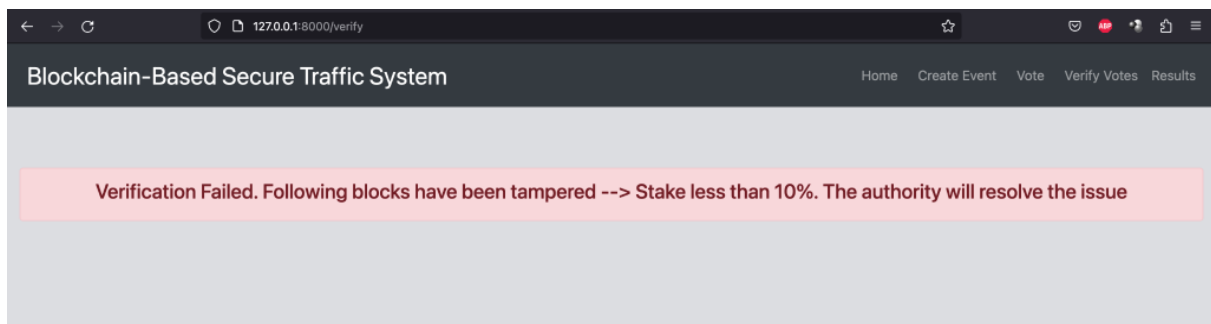 127.0.0.1:8000/verify
ABP
Blockchain-Based Secure Traffic System
Home Create Event Vote Verify Votes Results
Verification Failed. Following blocks have been tampered --> Stake less than 10%. The authority will resolve the issue